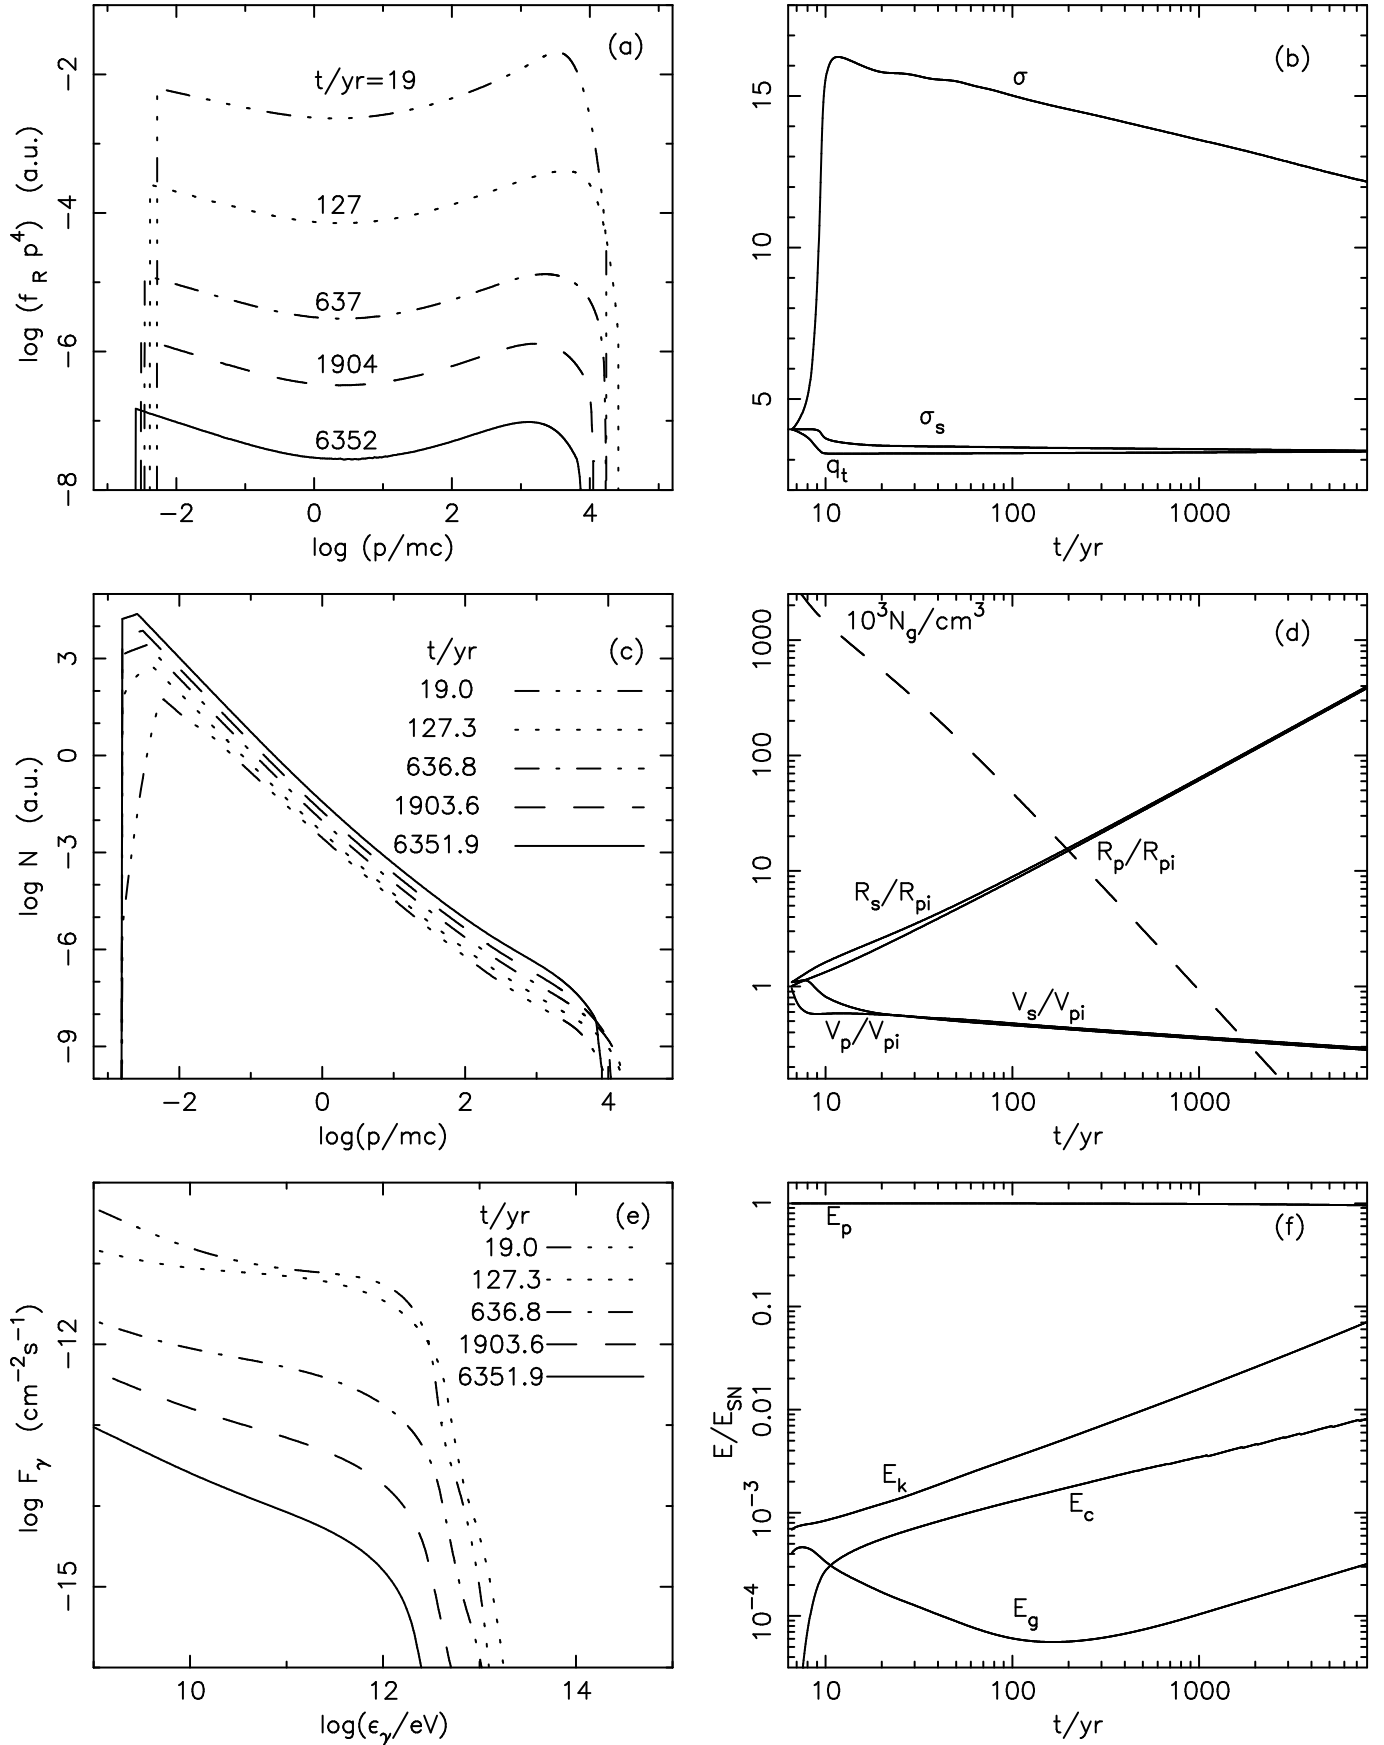 (a)
t/yr=19
127
637
1904
6352
log (f_R p^4) (a.u.)
-2
-4
-6
-8
-2 0 2 4
log (p/mc)
(b)
σ
σ_s
q_t
15
10
5
10 100 1000
t/yr
(c)
t/yr
19.0
127.3
636.8
1903.6
6351.9
log N (a.u.)
3
0
-3
-6
-9
-2 0 2 4
log(p/mc)
(d)
10^3N_g/cm^3
R_s/R_pi
R_p/R_pi
V_s/V_pi
V_p/V_pi
1000
100
10
1
10 100 1000
t/yr
(e)
t/yr
19.0
127.3
636.8
1903.6
6351.9
log F_γ (cm^-2s^-1)
-12
-15
10 12 14
log(ϵ_γ/eV)
(f)
E_p
E_k
E_c
E_g
E/E_SN
1
0.1
0.01
10^-3
10^-4
10 100 1000
t/yr